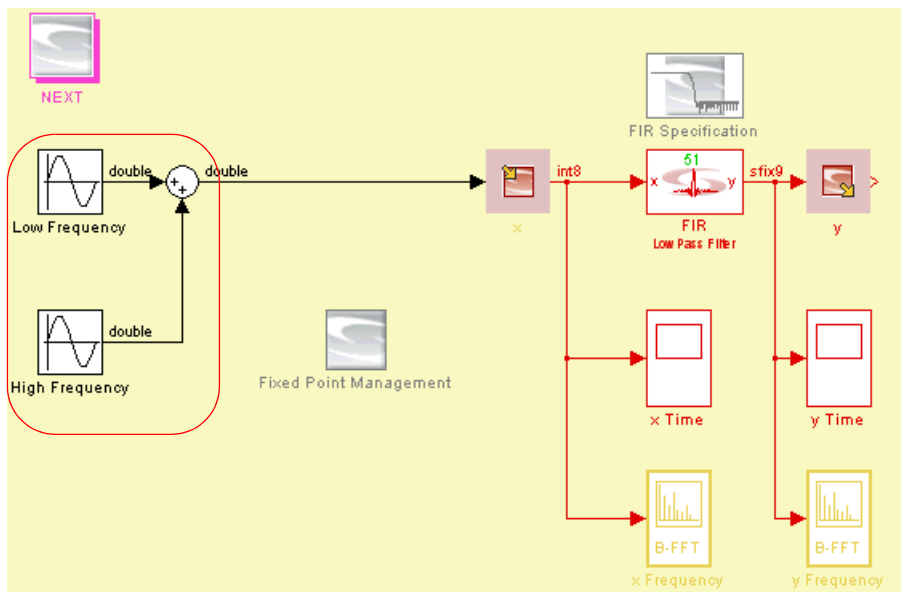 NEXT
FIR Specification
double
double
int8
51
x
y
sfix9
Low Frequency
x
FIR
Low Pass Filter
y
double
High Frequency
Fixed Point Management
x Time
y Time
B-FFT
B-FFT
x Frequency
y Frequency